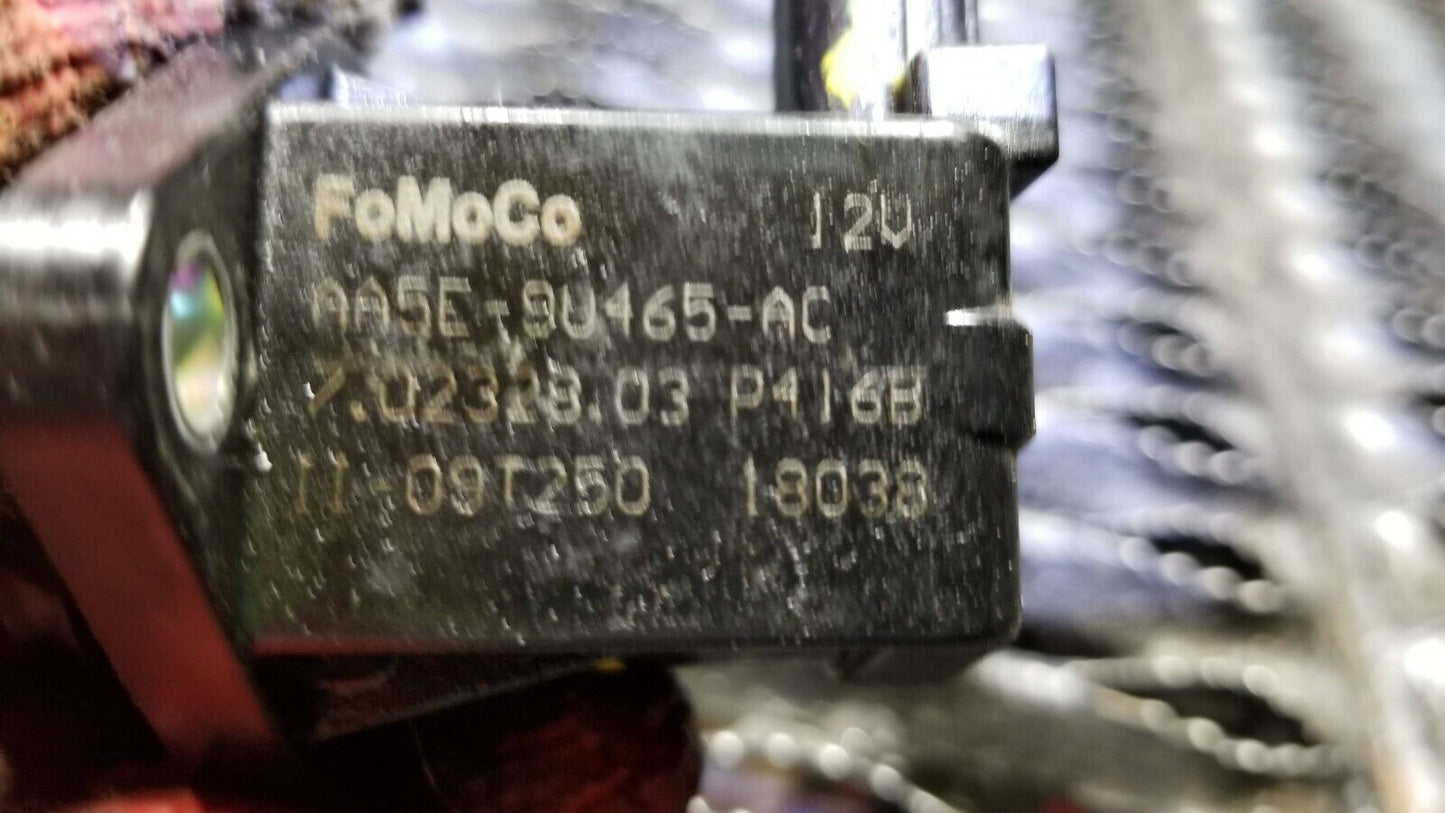 FoMoCo 12V
AA5E-9U465-AC
7.02328.03 P416B
11-09T250 18038